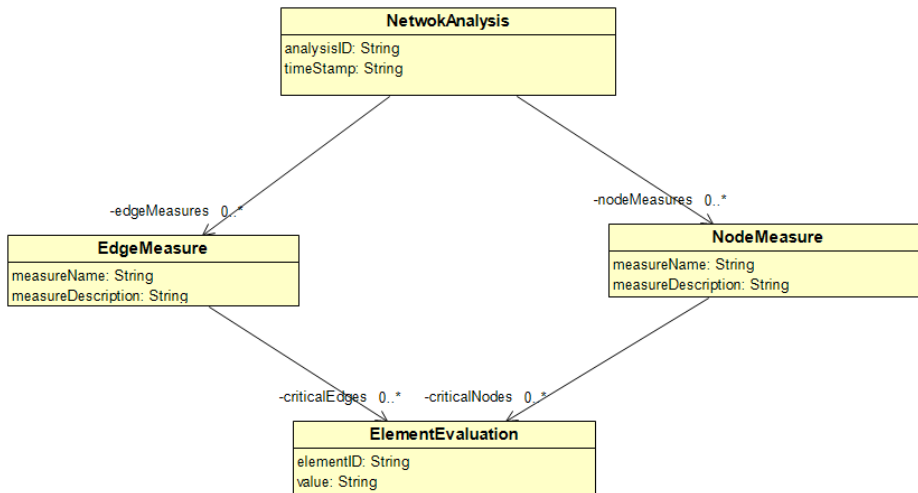 NetwokAnalysis
analysisID: String
timeStamp: String
-edgeMeasures 0..*
-nodeMeasures 0..*
EdgeMeasure
measureName: String
measureDescription: String
NodeMeasure
measureName: String
measureDescription: String
-criticalEdges 0..*
-criticalNodes 0..*
ElementEvaluation
elementID: String
value: String